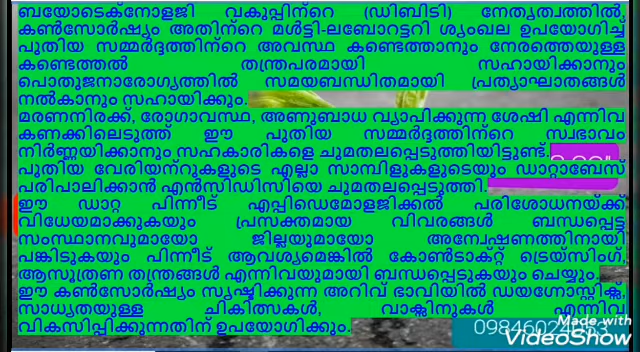 ബയോടെക്നോളജി വകുപ്പിന്റെ (ഡിബിടി) നേതൃത്വത്തിൽ,
കൺസോർഷ്യം അതിന്റെ മൾട്ടി-ലബോറട്ടറി ശൃംഖല ഉപയോഗിച്ച്
പുതിയ സമ്മർദ്ദത്തിന്റെ അവസ്ഥ കണ്ടെത്താനും നേരത്തെയുള്ള
കണ്ടെത്തൽ തന്ത്രപരമായി സഹായിക്കാനും
പൊതുജനാരോഗ്യത്തിൽ സമയബന്ധിതമായി പ്രത്യാഘാതങ്ങൾ
നൽകാനും സഹായിക്കും.
മരണനിരക്ക്, രോഗാവസ്ഥ, അണുബാധ വ്യാപിക്കുന്ന ശേഷി എന്നിവ
കണക്കിലെടുത്ത് ഈ പുതിയ സമ്മർദ്ദത്തിന്റെ സ്വഭാവം
നിർണ്ണയിക്കാനും സഹകാരികളെ ചുമതലപ്പെടുത്തിയിട്ടുണ്ട്.
പുതിയ വേരിയന്റുകളുടെ എല്ലാ സാമ്പിളുകളുടെയും ഡാറ്റാബേസ്
പരിപാലിക്കാൻ എൻസിഡിസിയെ ചുമതലപ്പെടുത്തി.
ഈ ഡാറ്റ പിന്നീട് എപ്പിഡെമോളജിക്കൽ പരിശോധനയ്ക്ക്
വിധേയമാക്കുകയും പ്രസക്തമായ വിവരങ്ങൾ ബന്ധപ്പെട്ട
സംസ്ഥാനവുമായോ ജില്ലയുമായോ അന്വേഷണത്തിനായി
പങ്കിടുകയും പിന്നീട് ആവശ്യമെങ്കിൽ കോൺടാക്റ്റ് ട്രെയ്സിംഗ്,
ആസൂത്രണ തന്ത്രങ്ങൾ എന്നിവയുമായി ബന്ധപ്പെടുകയും ചെയ്യും.
ഈ കൺസോർഷ്യം സൃഷ്ടിക്കുന്ന അറിവ് ഭാവിയിൽ ഡയഗ്നോസ്റ്റിക്സ്,
സാധ്യതയുള്ള ചികിത്സകൾ, വാക്സിനുകൾ എന്നിവ
വികസിപ്പിക്കുന്നതിന് ഉപയോഗിക്കും.
Made with
VideoShow